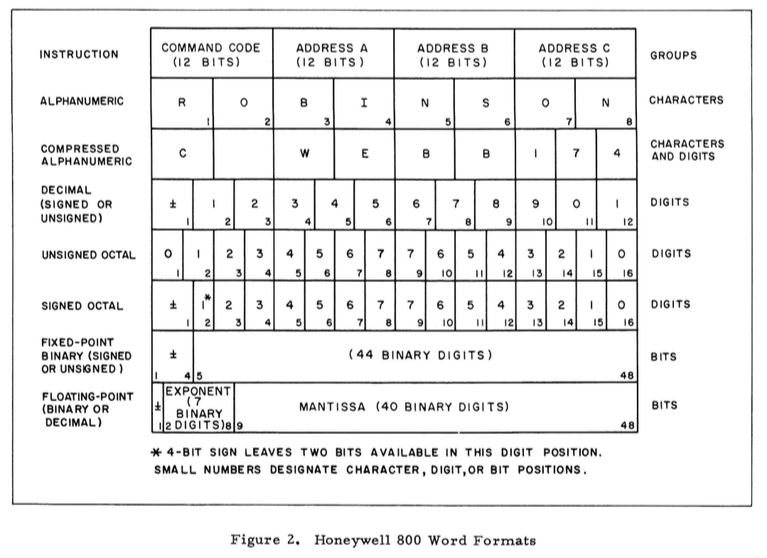 INSTRUCTION COMMAND CODE ADDRESS A ADDRESS B ADDRESS C GROUPS
(12 BITS) (12 BITS) (12 BITS) (12 BITS)
ALPHANUMERIC R O B I N S O N CHARACTERS
1 2 3 4 5 6 7 8
COMPRESSED CHARACTERS
ALPHANUMERIC C W E B B 1 7 4 AND DIGITS
DECIMAL
(SIGNED OR ± 1 2 3 4 5 6 7 8 9 0 1 DIGITS
UNSIGNED) 1 2 3 4 5 6 7 8 9 10 11 12
UNSIGNED OCTAL 0 1 2 3 4 5 6 7 7 6 5 4 3 2 1 0 DIGITS
1 2 3 4 5 6 7 8 9 10 11 12 13 14 15 16
SIGNED OCTAL ± 1* 2 3 4 5 6 7 7 6 5 4 3 2 1 0 DIGITS
1 2 3 4 5 6 7 8 9 10 11 12 13 14 15 16
FIXED-POINT
BINARY (SIGNED ± (44 BINARY DIGITS) BITS
OR UNSIGNED) 1 4 5 48
FLOATING-POINT EXPONENT
(BINARY OR ± (7 MANTISSA (40 BINARY DIGITS) BITS
DECIMAL) BINARY
1 2 DIGITS) 8 9 48
* 4-BIT SIGN LEAVES TWO BITS AVAILABLE IN THIS DIGIT POSITION.
SMALL NUMBERS DESIGNATE CHARACTER, DIGIT, OR BIT POSITIONS.
Figure 2. Honeywell 800 Word Formats